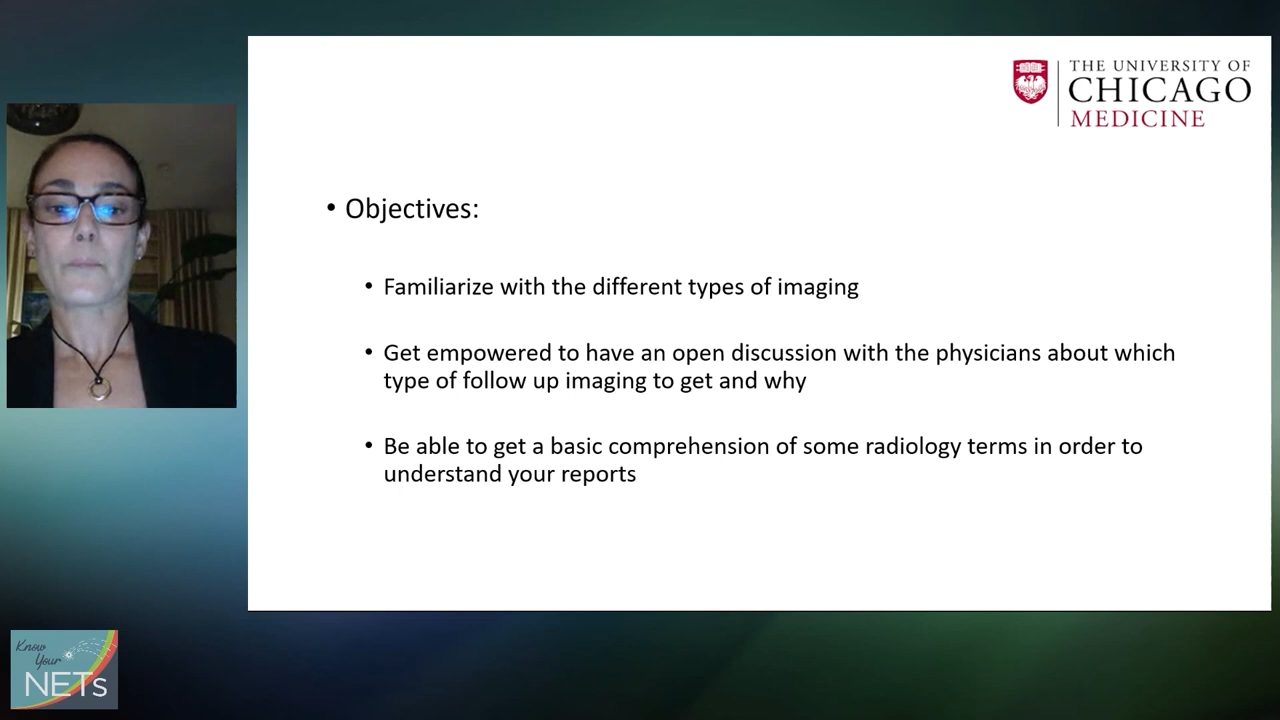 THE UNIVERSITY OF
CHICAGO
MEDICINE
• Objectives:
• Familiarize with the different types of imaging
• Get empowered to have an open discussion with the physicians about which
type of follow up imaging to get and why
• Be able to get a basic comprehension of some radiology terms in order to
understand your reports
Know
Your
NETs